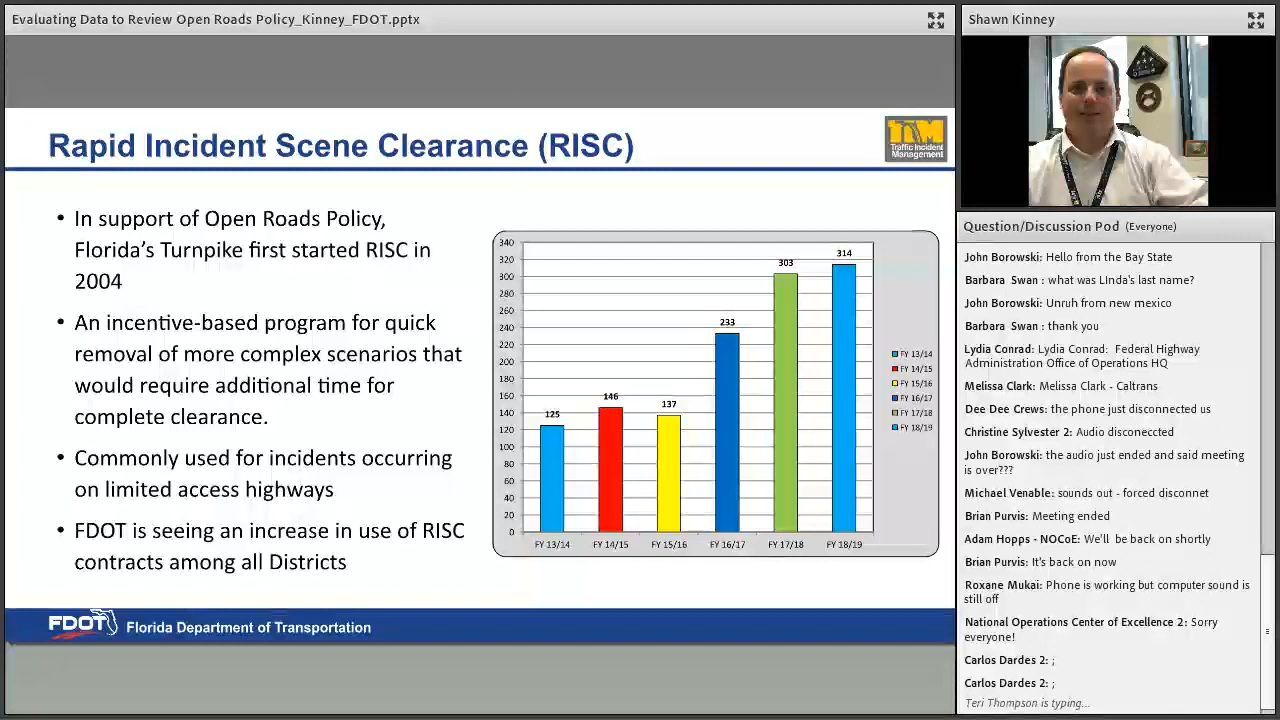 Evaluating Data to Review Open Roads Policy_Kinney_FDOT.pptx
Rapid Incident Scene Clearance (RISC)
TIM
Traffic Incident
Management
• In support of Open Roads Policy,
Florida's Turnpike first started RISC in
2004
• An incentive-based program for quick
removal of more complex scenarios that
would require additional time for
complete clearance.
• Commonly used for incidents occurring
on limited access highways
• FDOT is seeing an increase in use of RISC
contracts among all Districts
340
320
300
280
260
240
220
200
180
160
140
120
100
80
60
40
20
0
125
146
137
233
303
314
FY 13/14
FY 14/15
FY 15/16
FY 16/17
FY 17/18
FY 18/19
FY 13/14
FY 14/15
FY 15/16
FY 16/17
FY 17/18
FY 18/19
FDOT
Florida Department of Transportation
Shawn Kinney
Question/Discussion Pod (Everyone)
John Borowski: Hello from the Bay State
Barbara Swan : what was LInda's last name?
John Borowski: Unruh from new mexico
Barbara Swan : thank you
Lydia Conrad: Lydia Conrad: Federal Highway
Administration Office of Operations HQ
Melissa Clark: Melissa Clark - Caltrans
Dee Dee Crews: the phone just disconnected us
Christine Sylvester 2: Audio disconeccted
John Borowski: the audio just ended and said meeting
is over???
Michael Venable: sounds out - forced disconnet
Brian Purvis: Meeting ended
Adam Hopps - NOCoE: We'll be back on shortly
Brian Purvis: It's back on now
Roxane Mukai: Phone is working but computer sound is
still off
National Operations Center of Excellence 2: Sorry
everyone!
Carlos Dardes 2: ;
Carlos Dardes 2: ;
Teri Thompson is typing...